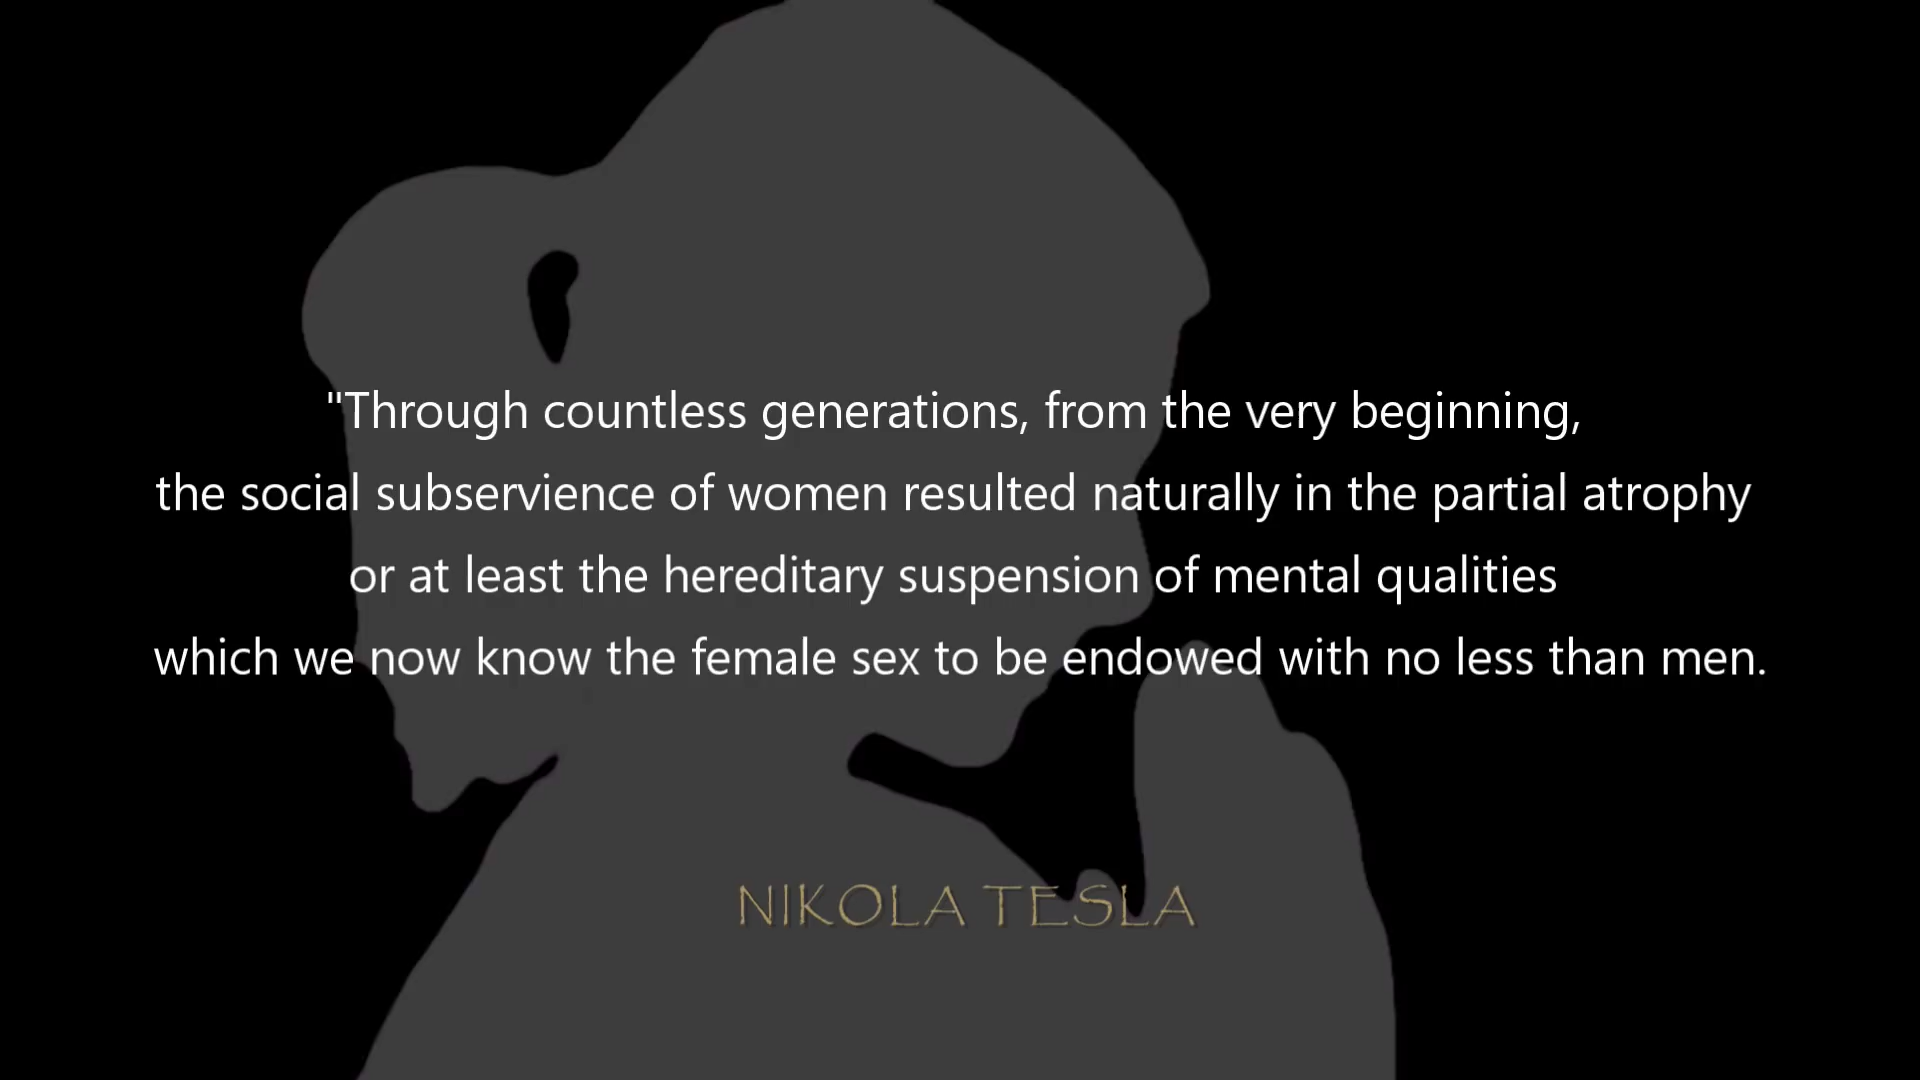 "Through countless generations, from the very beginning,
the social subservience of women resulted naturally in the partial atrophy
or at least the hereditary suspension of mental qualities
which we now know the female sex to be endowed with no less than men.
NIKOLA TESLA